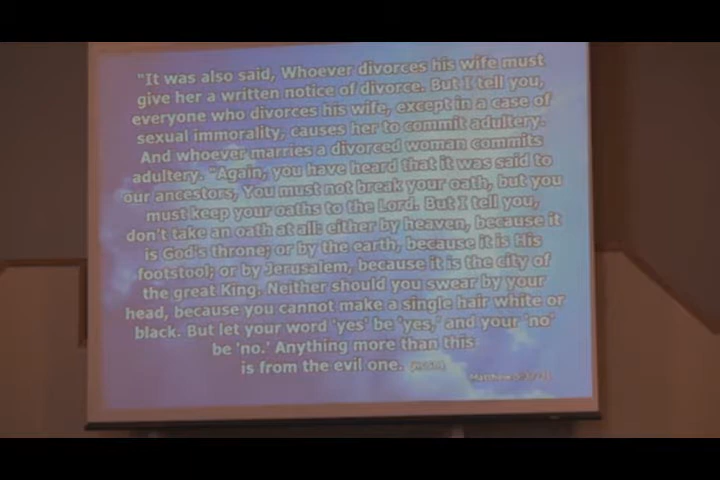 "It was also said, Whoever divorces his wife must
give her a written notice of divorce. But I tell you,
everyone who divorces his wife, except in a case of
sexual immorality, causes her to commit adultery.
And whoever marries a divorced woman commits
adultery. "Again, you have heard that it was said to
our ancestors, You must not break your oath, but you
must keep your oaths to the Lord. But I tell you,
don't take an oath at all: either by heaven, because it
is God's throne; or by the earth, because it is His
footstool; or by Jerusalem, because it is the city of
the great King. Neither should you swear by your
head, because you cannot make a single hair white or
black. But let your word 'yes' be 'yes,' and your 'no'
be 'no.' Anything more than this
is from the evil one.
Matthew